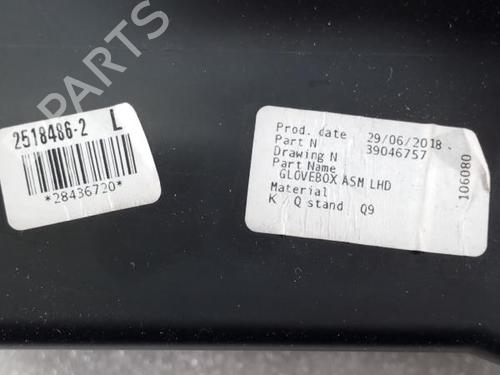 PARTS
2518486-2 L
*28436720*
Prod. date 29/06/2018-
Part N 39046757
Drawing N
Part Name
GLOVEBOX ASM LHD
Material
K Q stand Q9
106080